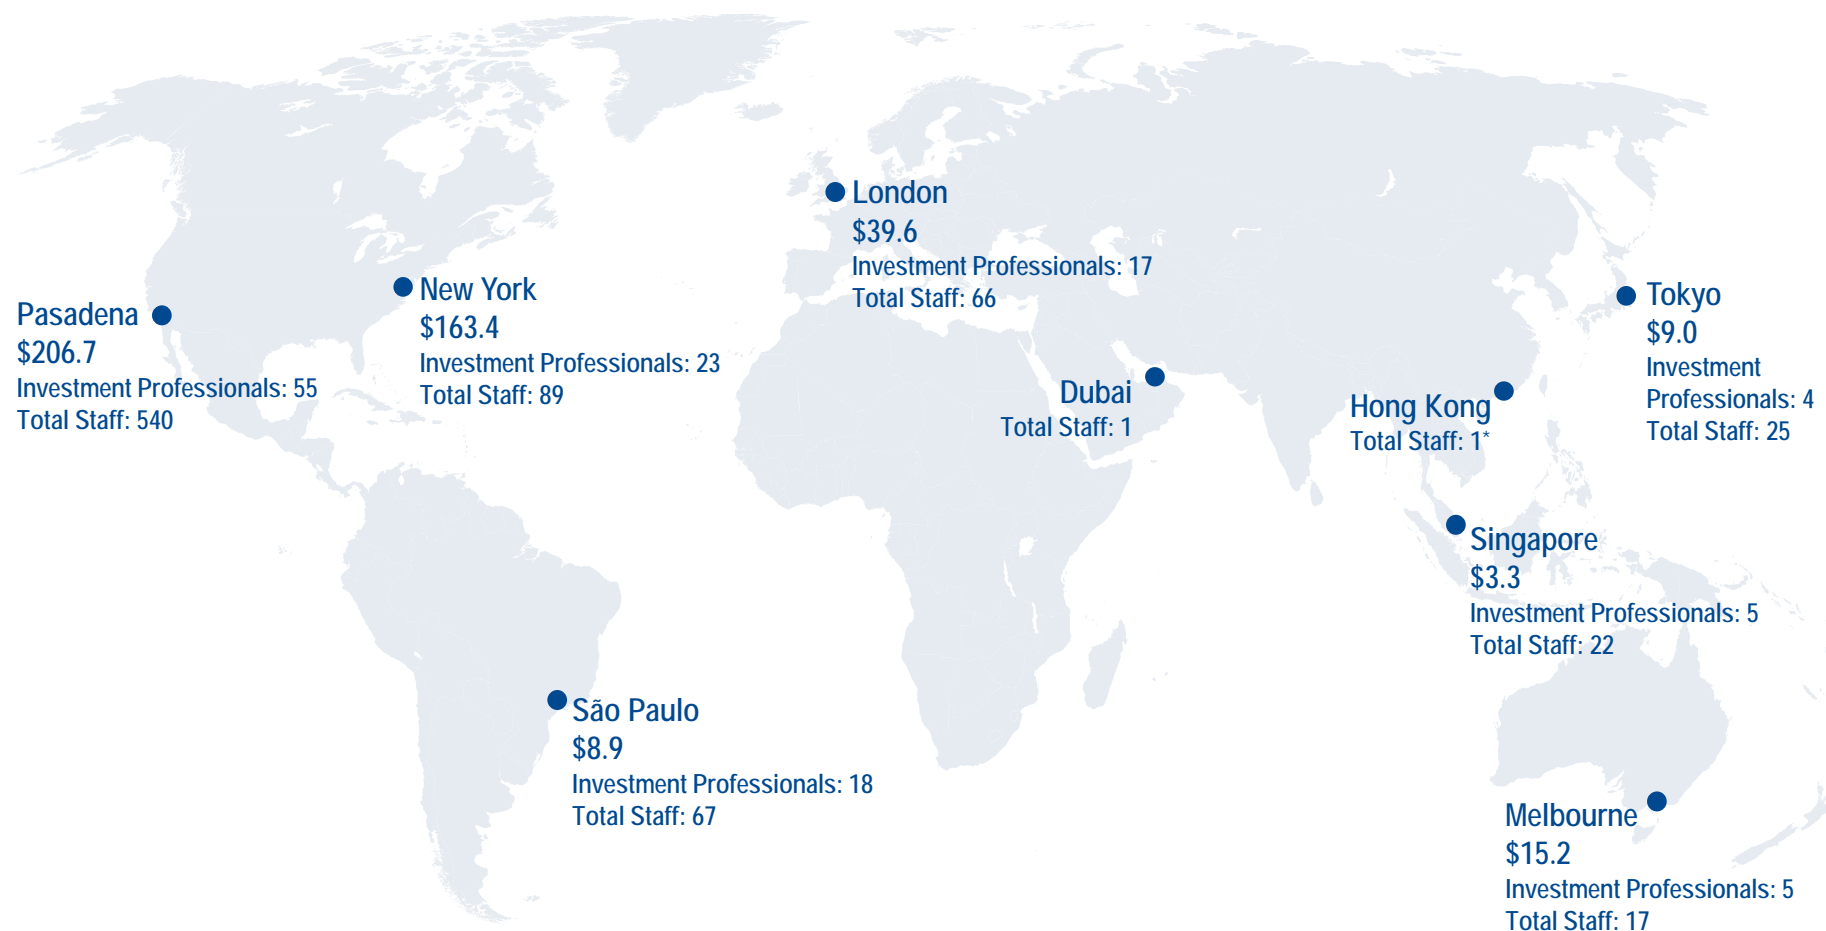 Pasadena
$206.7
Investment Professionals: 55
Total Staff: 540
New York
$163.4
Investment Professionals: 23
Total Staff: 89
London
$39.6
Investment Professionals: 17
Total Staff: 66
Dubai
Total Staff: 1
Hong Kong
Total Staff: 1*
Tokyo
$9.0
Investment
Professionals: 4
Total Staff: 25
Singapore
$3.3
Investment Professionals: 5
Total Staff: 22
São Paulo
$8.9
Investment Professionals: 18
Total Staff: 67
Melbourne
$15.2
Investment Professionals: 5
Total Staff: 17